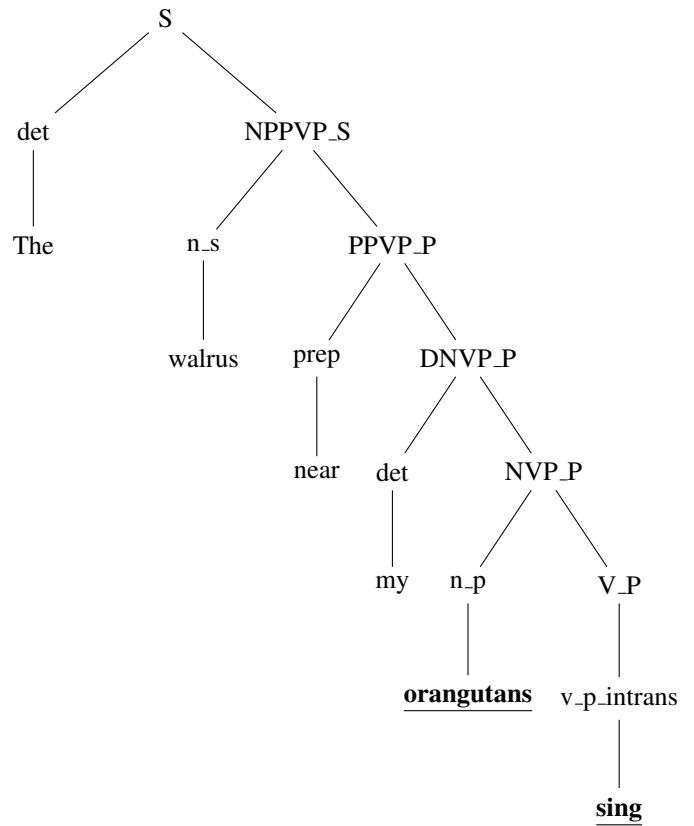 S
det NPPVP_S
The n_s PPVP_P
walrus prep DNVP_P
near det NVP_P
my n_p V_P
orangutans v_p_intrans
sing